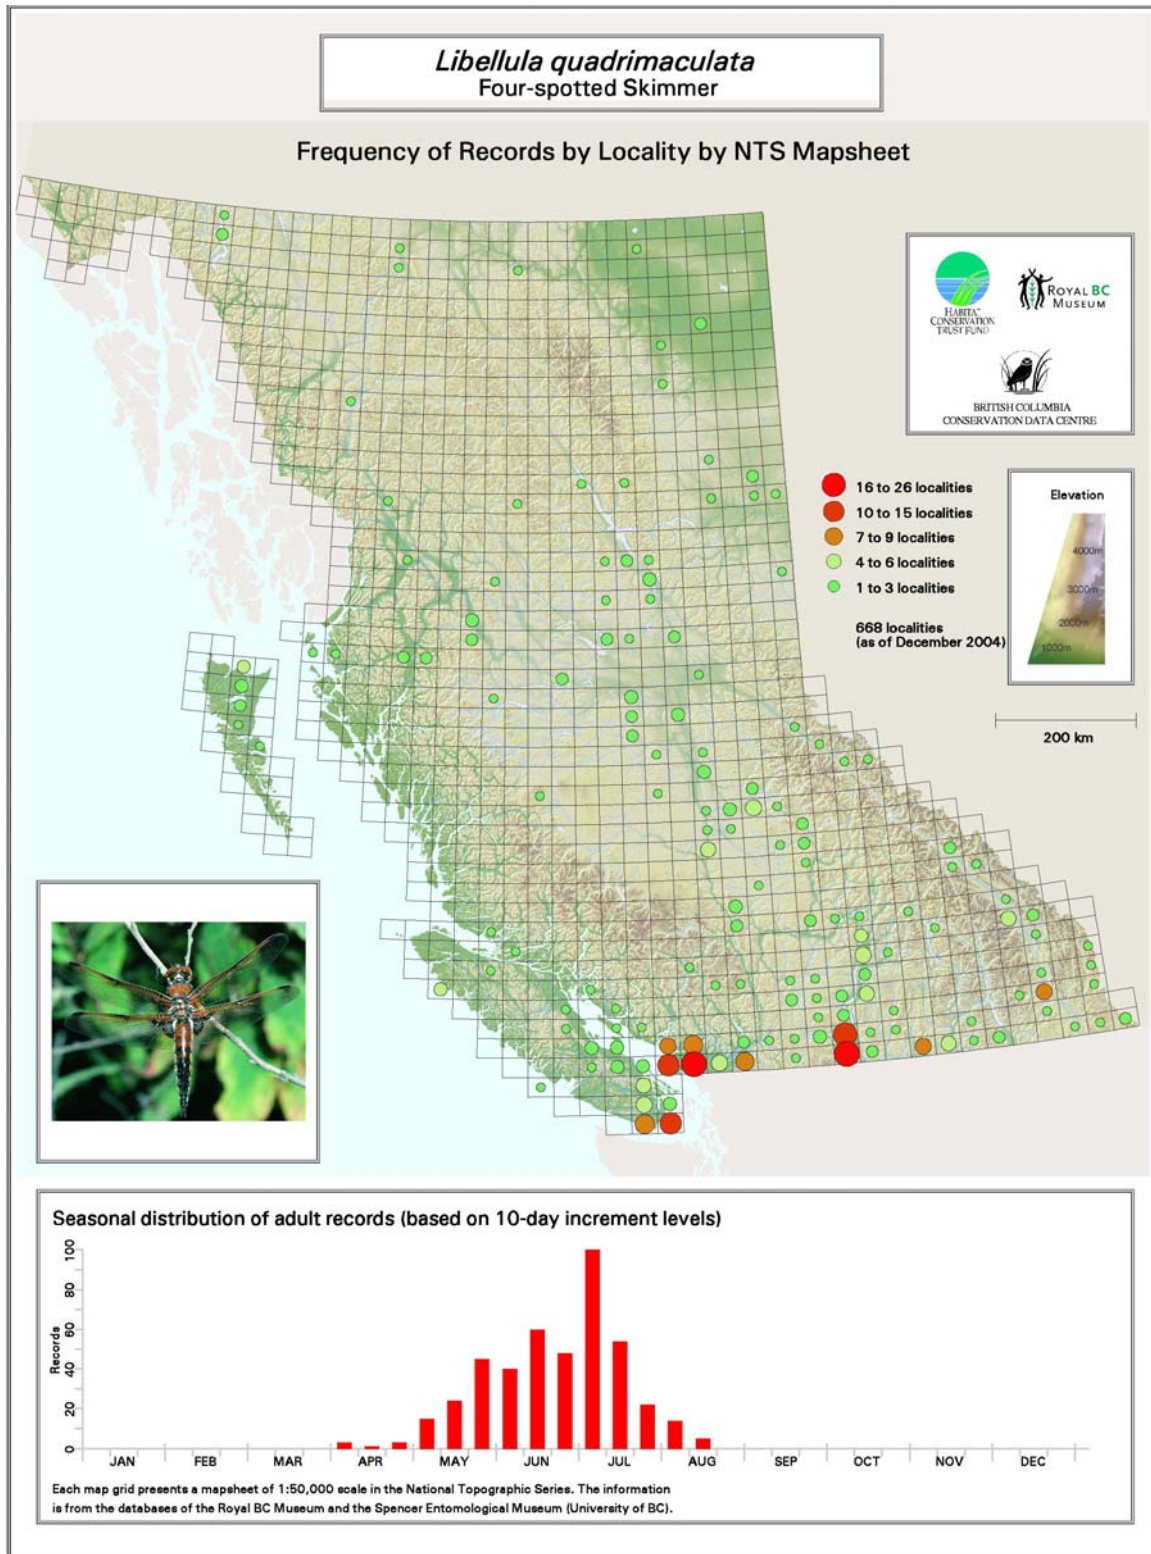 Libellula quadrimaculata
Four-spotted Skimmer
Frequency of Records by Locality by NTS Mapsheet
HABITAT
CONSERVATION
TRUST FUND
ROYAL BC
MUSEUM
BRITISH COLUMBIA
CONSERVATION DATA CENTRE
16 to 26 localities
10 to 15 localities
7 to 9 localities
4 to 6 localities
1 to 3 localities
668 localities
(as of December 2004)
Elevation
4000m
3000m
2000m
1000m
200 km
Seasonal distribution of adult records (based on 10-day increment levels)
Records
100
80
60
40
20
0
JAN FEB MAR APR MAY JUN JUL AUG SEP OCT NOV DEC
Each map grid presents a mapsheet of 1:50,000 scale in the National Topographic Series. The information
is from the databases of the Royal BC Museum and the Spencer Entomological Museum (University of BC).